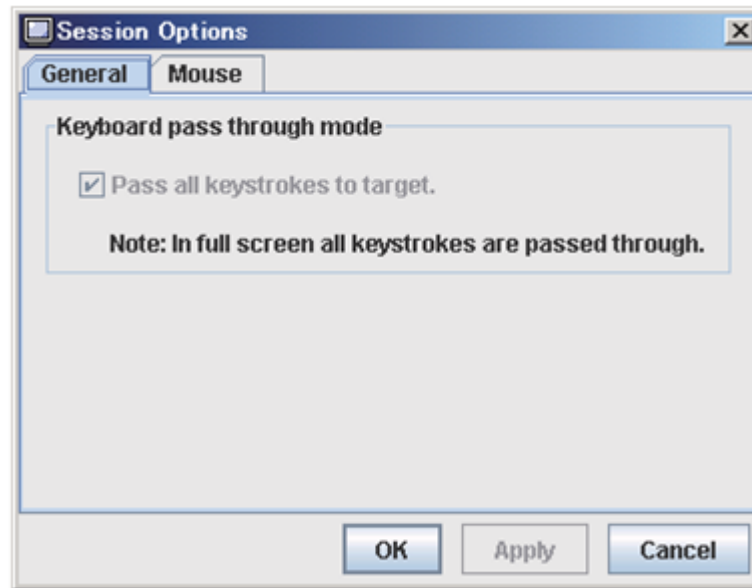 Session Options
General Mouse
Keyboard pass through mode
Pass all keystrokes to target.
Note: In full screen all keystrokes are passed through.
OK Apply Cancel